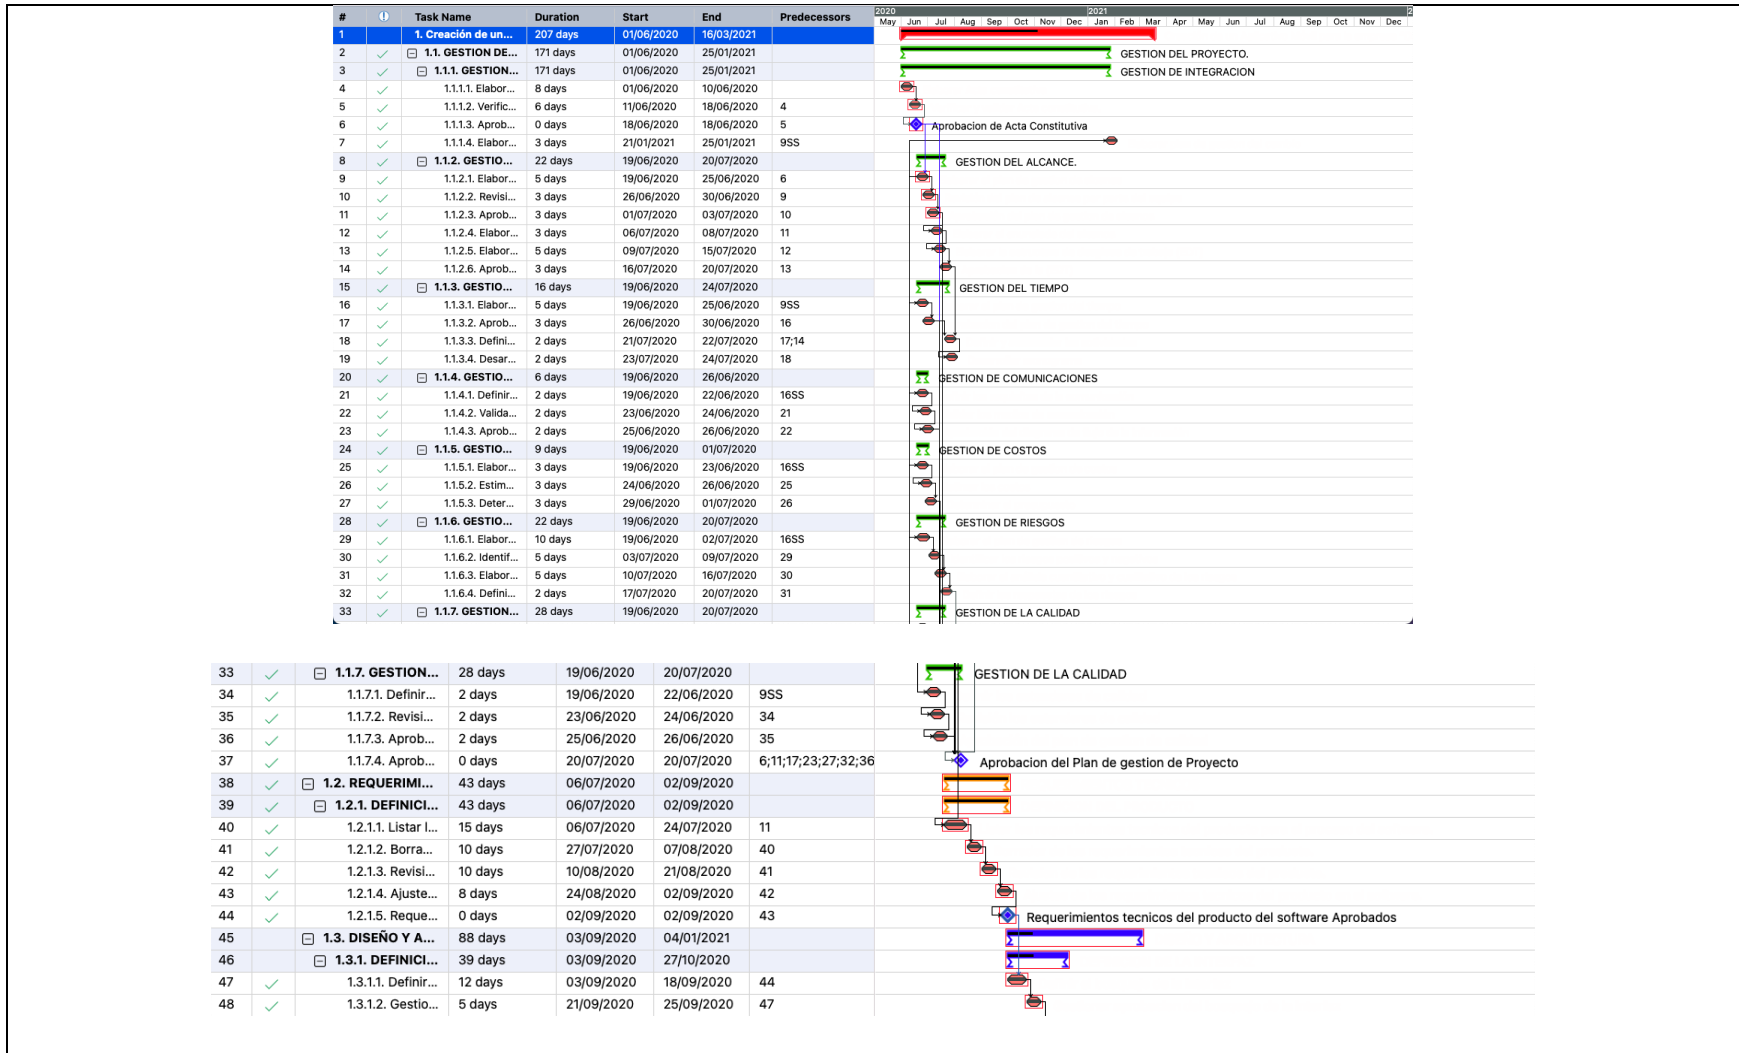 # Task Name Duration Start End Predecessors 2020 2021
May Jun Jul Aug Sep Oct Nov Dec Jan Feb Mar Apr May Jun Jul Aug Sep Oct Nov Dec
1 1. Creación de un... 207 days 01/06/2020 16/03/2021
2 1.1. GESTION DE... 171 days 01/06/2020 25/01/2021 GESTION DEL PROYECTO.
3 1.1.1. GESTION... 171 days 01/06/2020 25/01/2021 GESTION DE INTEGRACION
4 1.1.1.1. Elabor... 8 days 01/06/2020 10/06/2020
5 1.1.1.2. Verific... 6 days 11/06/2020 18/06/2020 4
6 1.1.1.3. Aprob... 0 days 18/06/2020 18/06/2020 5 Aprobacion de Acta Constitutiva
7 1.1.1.4. Elabor... 3 days 21/01/2021 25/01/2021 9SS
8 1.1.2. GESTIO... 22 days 19/06/2020 20/07/2020 GESTION DEL ALCANCE.
9 1.1.2.1. Elabor... 5 days 19/06/2020 25/06/2020 6
10 1.1.2.2. Revisi... 3 days 26/06/2020 30/06/2020 9
11 1.1.2.3. Aprob... 3 days 01/07/2020 03/07/2020 10
12 1.1.2.4. Elabor... 3 days 06/07/2020 08/07/2020 11
13 1.1.2.5. Elabor... 5 days 09/07/2020 15/07/2020 12
14 1.1.2.6. Aprob... 3 days 16/07/2020 20/07/2020 13
15 1.1.3. GESTIO... 16 days 19/06/2020 24/07/2020 GESTION DEL TIEMPO
16 1.1.3.1. Elabor... 5 days 19/06/2020 25/06/2020 9SS
17 1.1.3.2. Aprob... 3 days 26/06/2020 30/06/2020 16
18 1.1.3.3. Defini... 2 days 21/07/2020 22/07/2020 17;14
19 1.1.3.4. Desar... 2 days 23/07/2020 24/07/2020 18
20 1.1.4. GESTIO... 6 days 19/06/2020 26/06/2020 GESTION DE COMUNICACIONES
21 1.1.4.1. Definir... 2 days 19/06/2020 22/06/2020 16SS
22 1.1.4.2. Valida... 2 days 23/06/2020 24/06/2020 21
23 1.1.4.3. Aprob... 2 days 25/06/2020 26/06/2020 22
24 1.1.5. GESTIO... 9 days 19/06/2020 01/07/2020 GESTION DE COSTOS
25 1.1.5.1. Elabor... 3 days 19/06/2020 23/06/2020 16SS
26 1.1.5.2. Estim... 3 days 24/06/2020 26/06/2020 25
27 1.1.5.3. Deter... 3 days 29/06/2020 01/07/2020 26
28 1.1.6. GESTIO... 22 days 19/06/2020 20/07/2020 GESTION DE RIESGOS
29 1.1.6.1. Elabor... 10 days 19/06/2020 02/07/2020 16SS
30 1.1.6.2. Identif... 5 days 03/07/2020 09/07/2020 29
31 1.1.6.3. Elabor... 5 days 10/07/2020 16/07/2020 30
32 1.1.6.4. Defini... 2 days 17/07/2020 20/07/2020 31
33 1.1.7. GESTION... 28 days 19/06/2020 20/07/2020 GESTION DE LA CALIDAD
33 1.1.7. GESTION... 28 days 19/06/2020 20/07/2020 GESTION DE LA CALIDAD
34 1.1.7.1. Definir... 2 days 19/06/2020 22/06/2020 9SS
35 1.1.7.2. Revisi... 2 days 23/06/2020 24/06/2020 34
36 1.1.7.3. Aprob... 2 days 25/06/2020 26/06/2020 35
37 1.1.7.4. Aprob... 0 days 20/07/2020 20/07/2020 6;11;17;23;27;32;36 Aprobacion del Plan de gestion de Proyecto
38 1.2. REQUERIMI... 43 days 06/07/2020 02/09/2020
39 1.2.1. DEFINICI... 43 days 06/07/2020 02/09/2020
40 1.2.1.1. Listar l... 15 days 06/07/2020 24/07/2020 11
41 1.2.1.2. Borra... 10 days 27/07/2020 07/08/2020 40
42 1.2.1.3. Revisi... 10 days 10/08/2020 21/08/2020 41
43 1.2.1.4. Ajuste... 8 days 24/08/2020 02/09/2020 42
44 1.2.1.5. Reque... 0 days 02/09/2020 02/09/2020 43 Requerimientos tecnicos del producto del software Aprobados
45 1.3. DISEÑO Y A... 88 days 03/09/2020 04/01/2021
46 1.3.1. DEFINICI... 39 days 03/09/2020 27/10/2020
47 1.3.1.1. Definir... 12 days 03/09/2020 18/09/2020 44
48 1.3.1.2. Gestio... 5 days 21/09/2020 25/09/2020 47